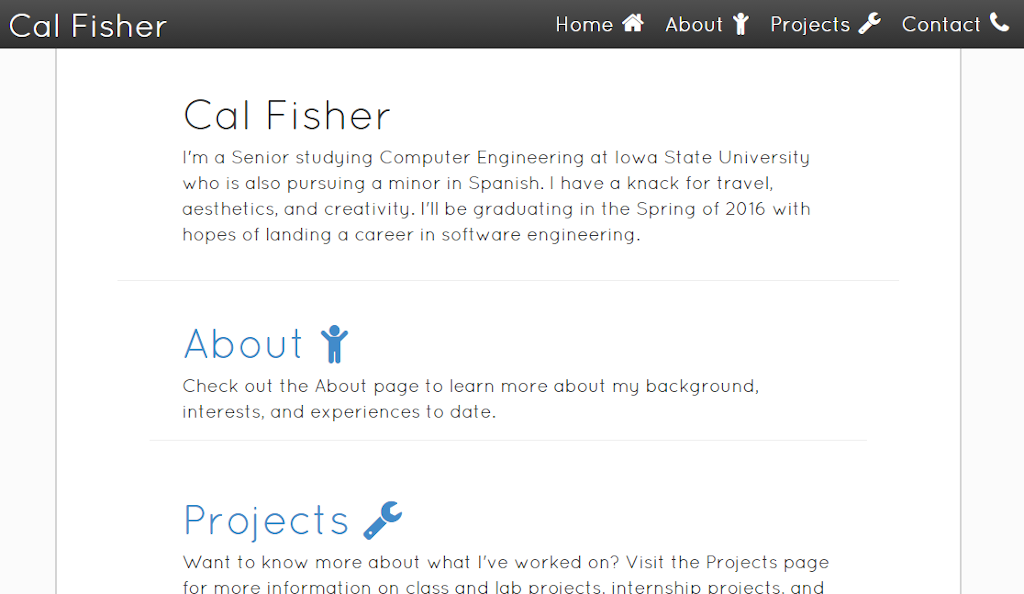 Cal Fisher
Home
About
Projects
Contact
Cal Fisher
I'm a Senior studying Computer Engineering at Iowa State University
who is also pursuing a minor in Spanish. I have a knack for travel,
aesthetics, and creativity. I'll be graduating in the Spring of 2016 with
hopes of landing a career in software engineering.
About
Check out the About page to learn more about my background,
interests, and experiences to date.
Projects
Want to know more about what I've worked on? Visit the Projects page
for more information on class and lab projects, internship projects, and